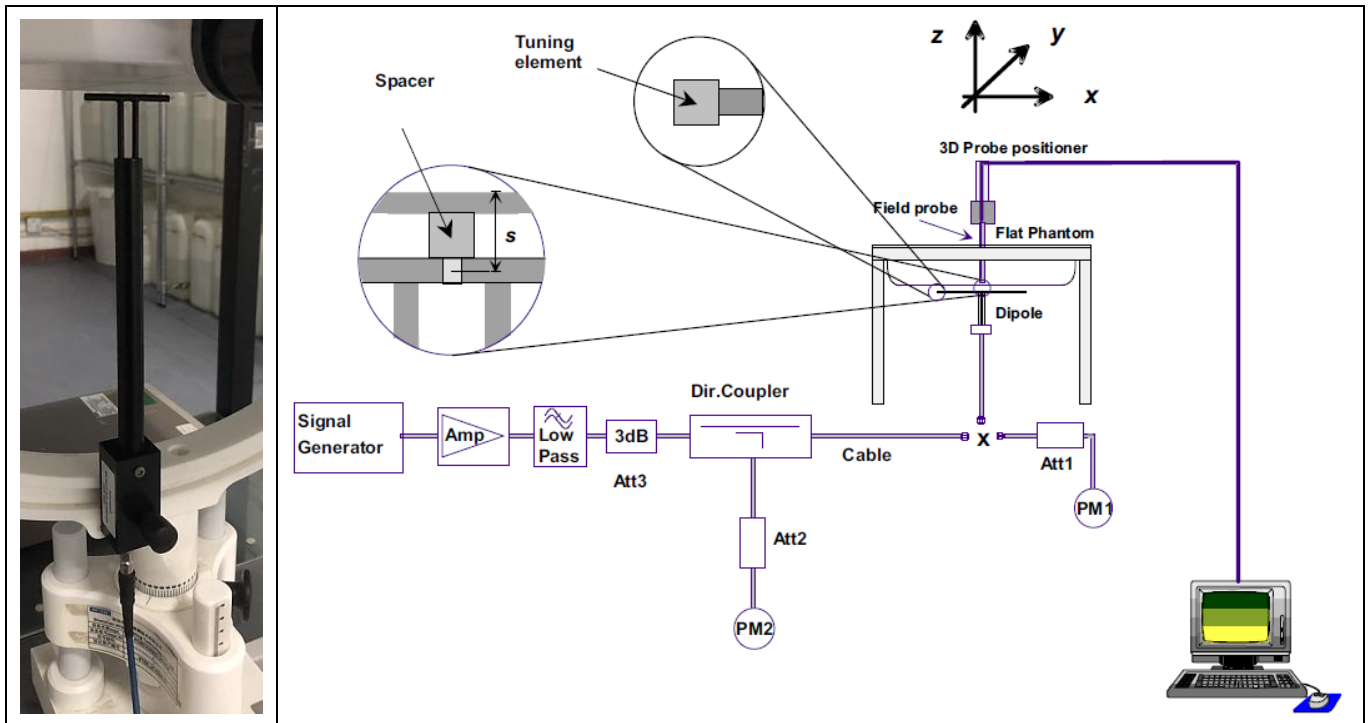 Tuning
element
Spacer
s
z
y
x
3D Probe positioner
Field probe
Flat Phantom
Dipole
Dir.Coupler
Signal
Generator
Amp
Low
Pass
3dB
Att3
Cable
x
Att1
PM1
Att2
PM2